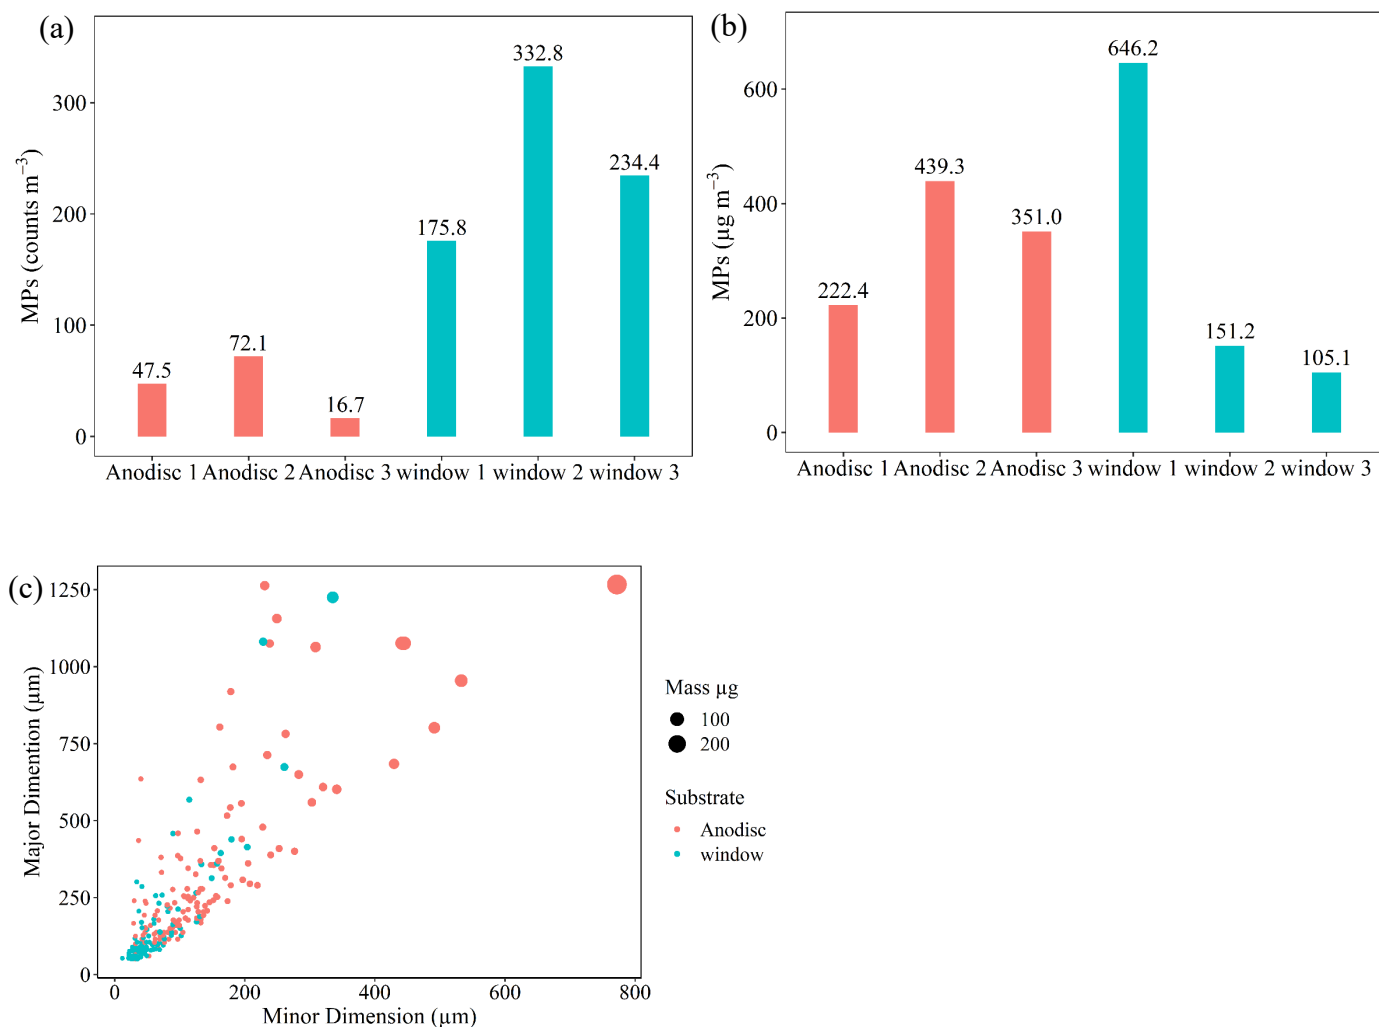 (a)
MPs (counts m⁻³)
300
200
100
0
47.5
72.1
16.7
175.8
332.8
234.4
Anodisc 1 Anodisc 2 Anodisc 3 window 1 window 2 window 3
(b)
MPs (µg m⁻³)
600
400
200
0
222.4
439.3
351.0
646.2
151.2
105.1
Anodisc 1 Anodisc 2 Anodisc 3 window 1 window 2 window 3
(c)
Major Dimention (µm)
1250
1000
750
500
250
0
0 200 400 600 800
Minor Dimension (µm)
Mass µg
100
200
Substrate
Anodisc
window